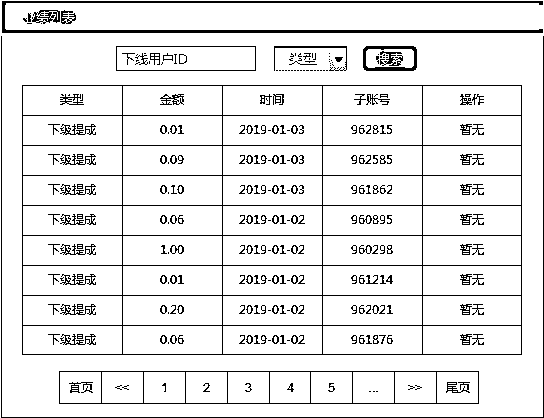 业绩列表
下线用户ID 类型 搜索
类型 金额 时间 子账号 操作
下级提成 0.01 2019-01-03 962815 暂无
下级提成 0.09 2019-01-03 962585 暂无
下级提成 0.10 2019-01-03 961862 暂无
下级提成 0.06 2019-01-02 960895 暂无
下级提成 1.00 2019-01-02 960298 暂无
下级提成 0.01 2019-01-02 961214 暂无
下级提成 0.20 2019-01-02 962021 暂无
下级提成 0.06 2019-01-02 961876 暂无
首页 << 1 2 3 4 5 ... >> 尾页